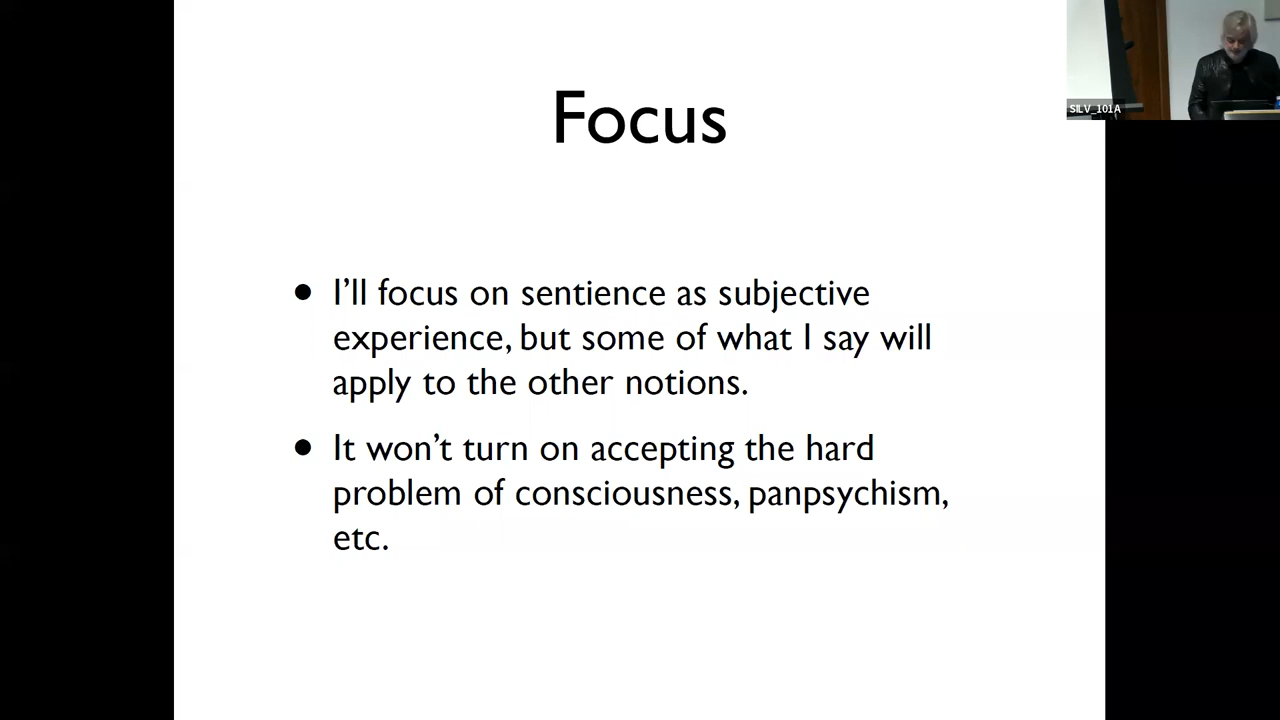 Focus
SILV_101A
• I'll focus on sentience as subjective
experience, but some of what I say will
apply to the other notions.
• It won't turn on accepting the hard
problem of consciousness, panpsychism,
etc.